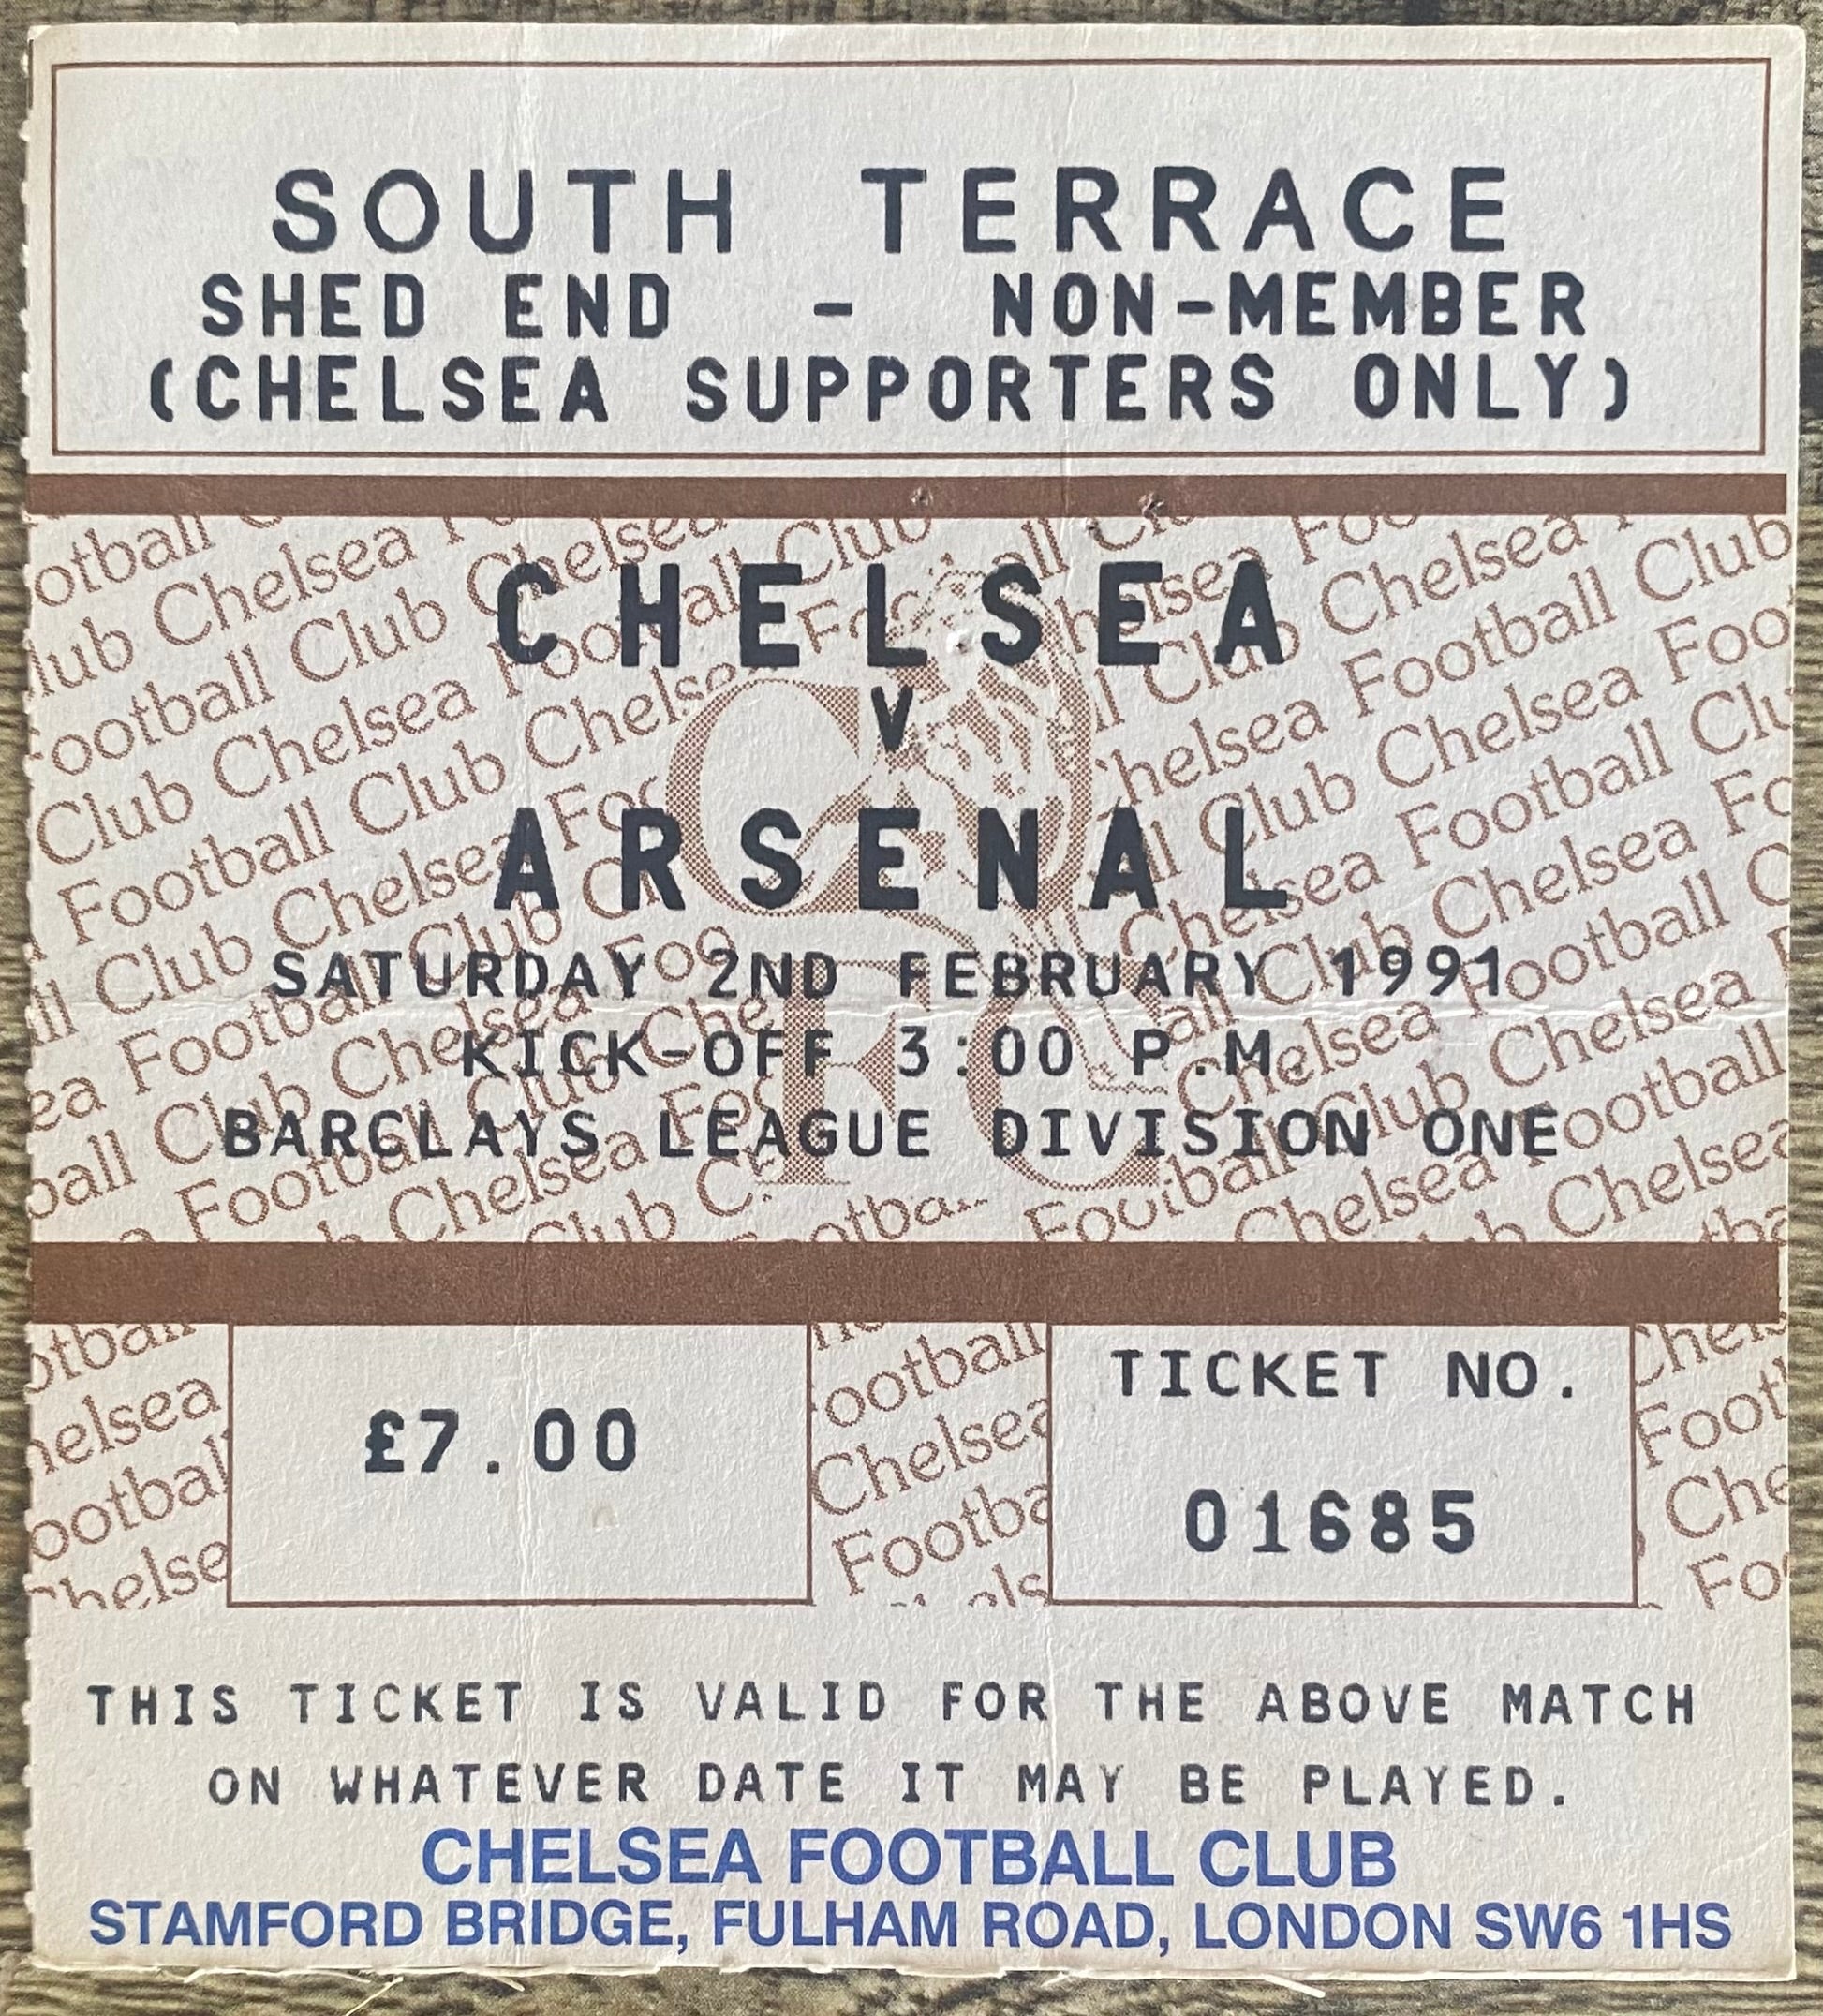 SOUTH TERRACE
SHED END - NON-MEMBER
(CHELSEA SUPPORTERS ONLY)
CHELSEA
V
ARSENAL
SATURDAY 2ND FEBRUARY 1991
KICK-OFF 3:00 P.M.
BARCLAYS LEAGUE DIVISION ONE
£7.00
TICKET NO.
01685
THIS TICKET IS VALID FOR THE ABOVE MATCH
ON WHATEVER DATE IT MAY BE PLAYED.
CHELSEA FOOTBALL CLUB
STAMFORD BRIDGE, FULHAM ROAD, LONDON SW6 1HS